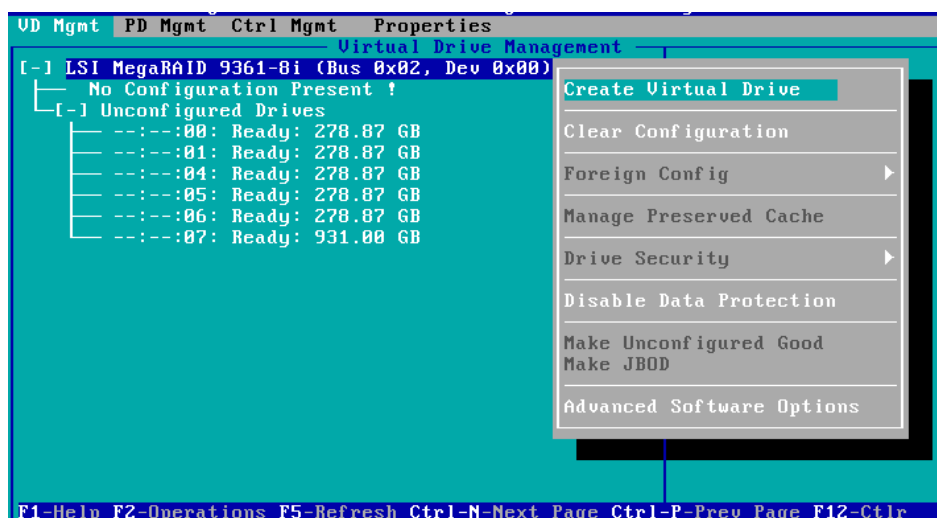 VD Mgmt PD Mgmt Ctrl Mgmt Properties
Virtual Drive Management
[-] LSI MegaRAID 9361-8i (Bus 0x02, Dev 0x00)
No Configuration Present !
[-] Unconfigured Drives
--:--:00: Ready: 278.87 GB
--:--:01: Ready: 278.87 GB
--:--:04: Ready: 278.87 GB
--:--:05: Ready: 278.87 GB
--:--:06: Ready: 278.87 GB
--:--:07: Ready: 931.00 GB
Create Virtual Drive
Clear Configuration
Foreign Config
Manage Preserved Cache
Drive Security
Disable Data Protection
Make Unconfigured Good
Make JBOD
Advanced Software Options
F1-Help F2-Operations F5-Refresh Ctrl-N-Next Page Ctrl-P-Prev Page F12-Ctlr